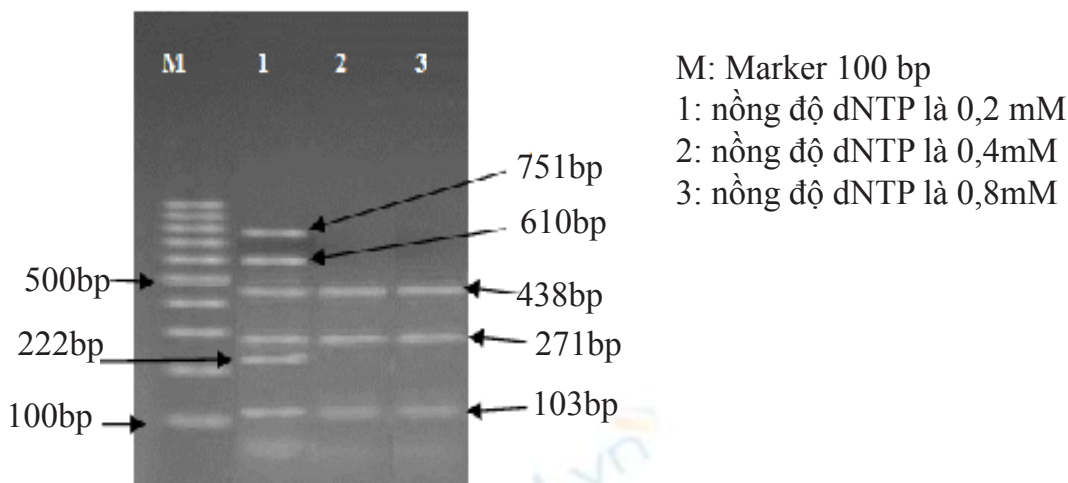 M 1 2 3
M: Marker 100 bp
1: nồng độ dNTP là 0,2 mM
2: nồng độ dNTP là 0,4mM
3: nồng độ dNTP là 0,8mM
751bp
610bp
500bp
438bp
222bp
271bp
100bp
103bp